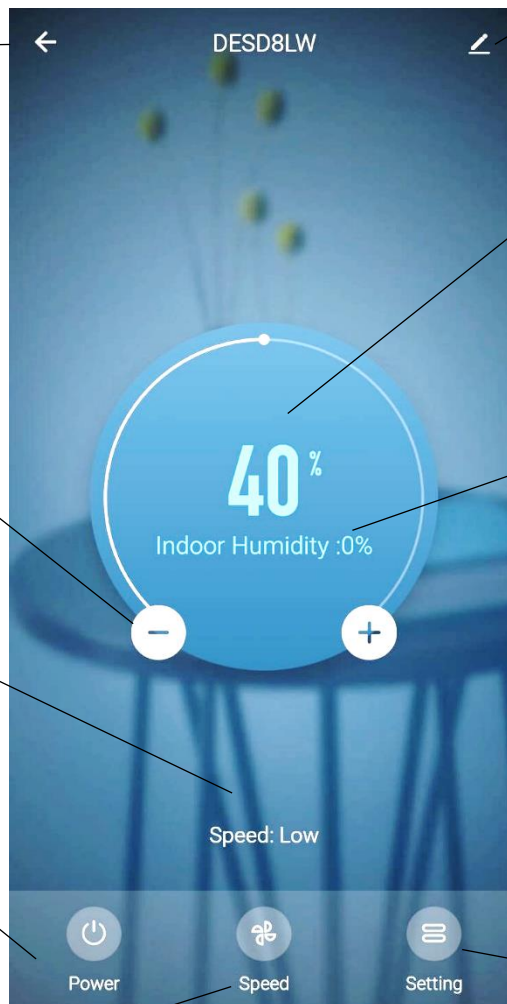 DESD8LW
40 %
Indoor Humidity :0%
Speed: Low
Power Speed Setting